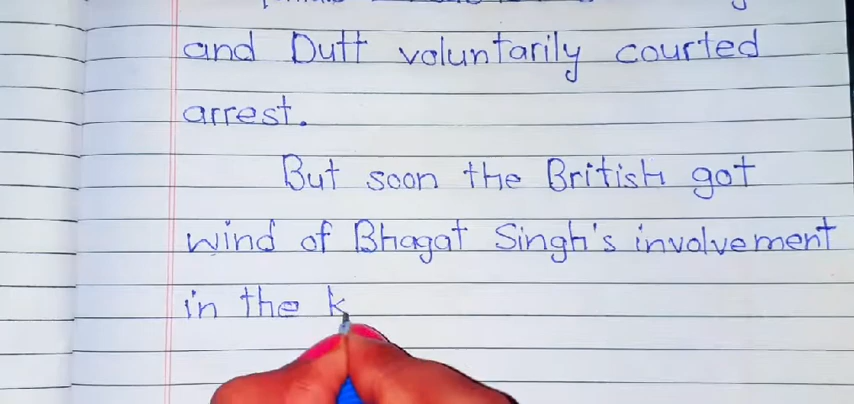 and Dutt voluntarily courted
arrest.
But soon the British got
wind of Bhagat Singh's involvement
in the k